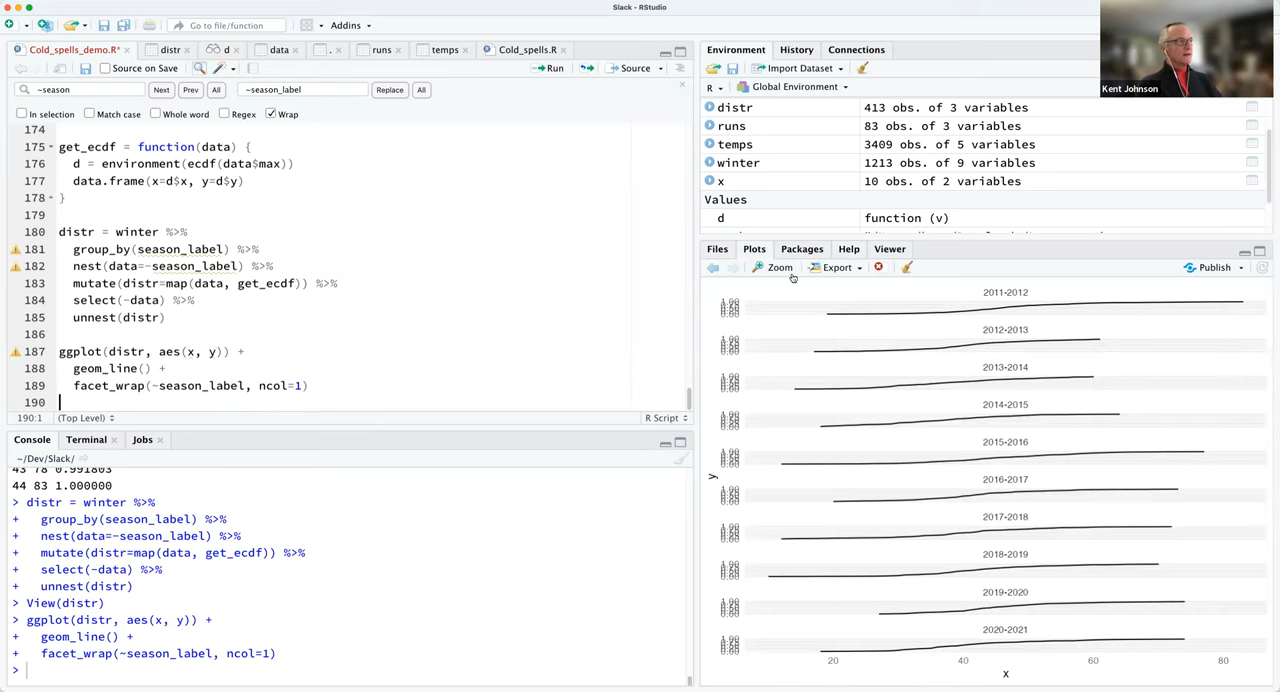 Slack - RStudio
Go to file/function
Addins
Cold_spells_demo.R*
distr
d
data
.
runs
temps
Cold_spells.R
Source on Save
Run
Source
~season
Next
Prev
All
~season_label
Replace
All
In selection
Match case
Whole word
Regex
Wrap
174
175 get_ecdf = function(data) {
176 d = environment(ecdf(data$max))
177 data.frame(x=d$x, y=d$y)
178 }
179
180 distr = winter %>%
181 group_by(season_label) %>%
182 nest(data=-season_label) %>%
183 mutate(distr=map(data, get_ecdf)) %>%
184 select(-data) %>%
185 unnest(distr)
186
187 ggplot(distr, aes(x, y)) +
188 geom_line() +
189 facet_wrap(~season_label, ncol=1)
190
190:1 (Top Level) R Script
Console Terminal Jobs
~/Dev/Slack/
43 78 0.991803
44 83 1.000000
> distr = winter %>%
+ group_by(season_label) %>%
+ nest(data=-season_label) %>%
+ mutate(distr=map(data, get_ecdf)) %>%
+ select(-data) %>%
+ unnest(distr)
> View(distr)
> ggplot(distr, aes(x, y)) +
+ geom_line() +
+ facet_wrap(~season_label, ncol=1)
>
Environment History Connections
Import Dataset
R Global Environment
distr 413 obs. of 3 variables
runs 83 obs. of 3 variables
temps 3409 obs. of 5 variables
winter 1213 obs. of 9 variables
x 10 obs. of 2 variables
Values
d function (v)
Kent Johnson
Files Plots Packages Help Viewer
Zoom Export Publish
2011-2012
2012-2013
2013-2014
2014-2015
2015-2016
2016-2017
2017-2018
2018-2019
2019-2020
2020-2021
y
20 40 60 80
x